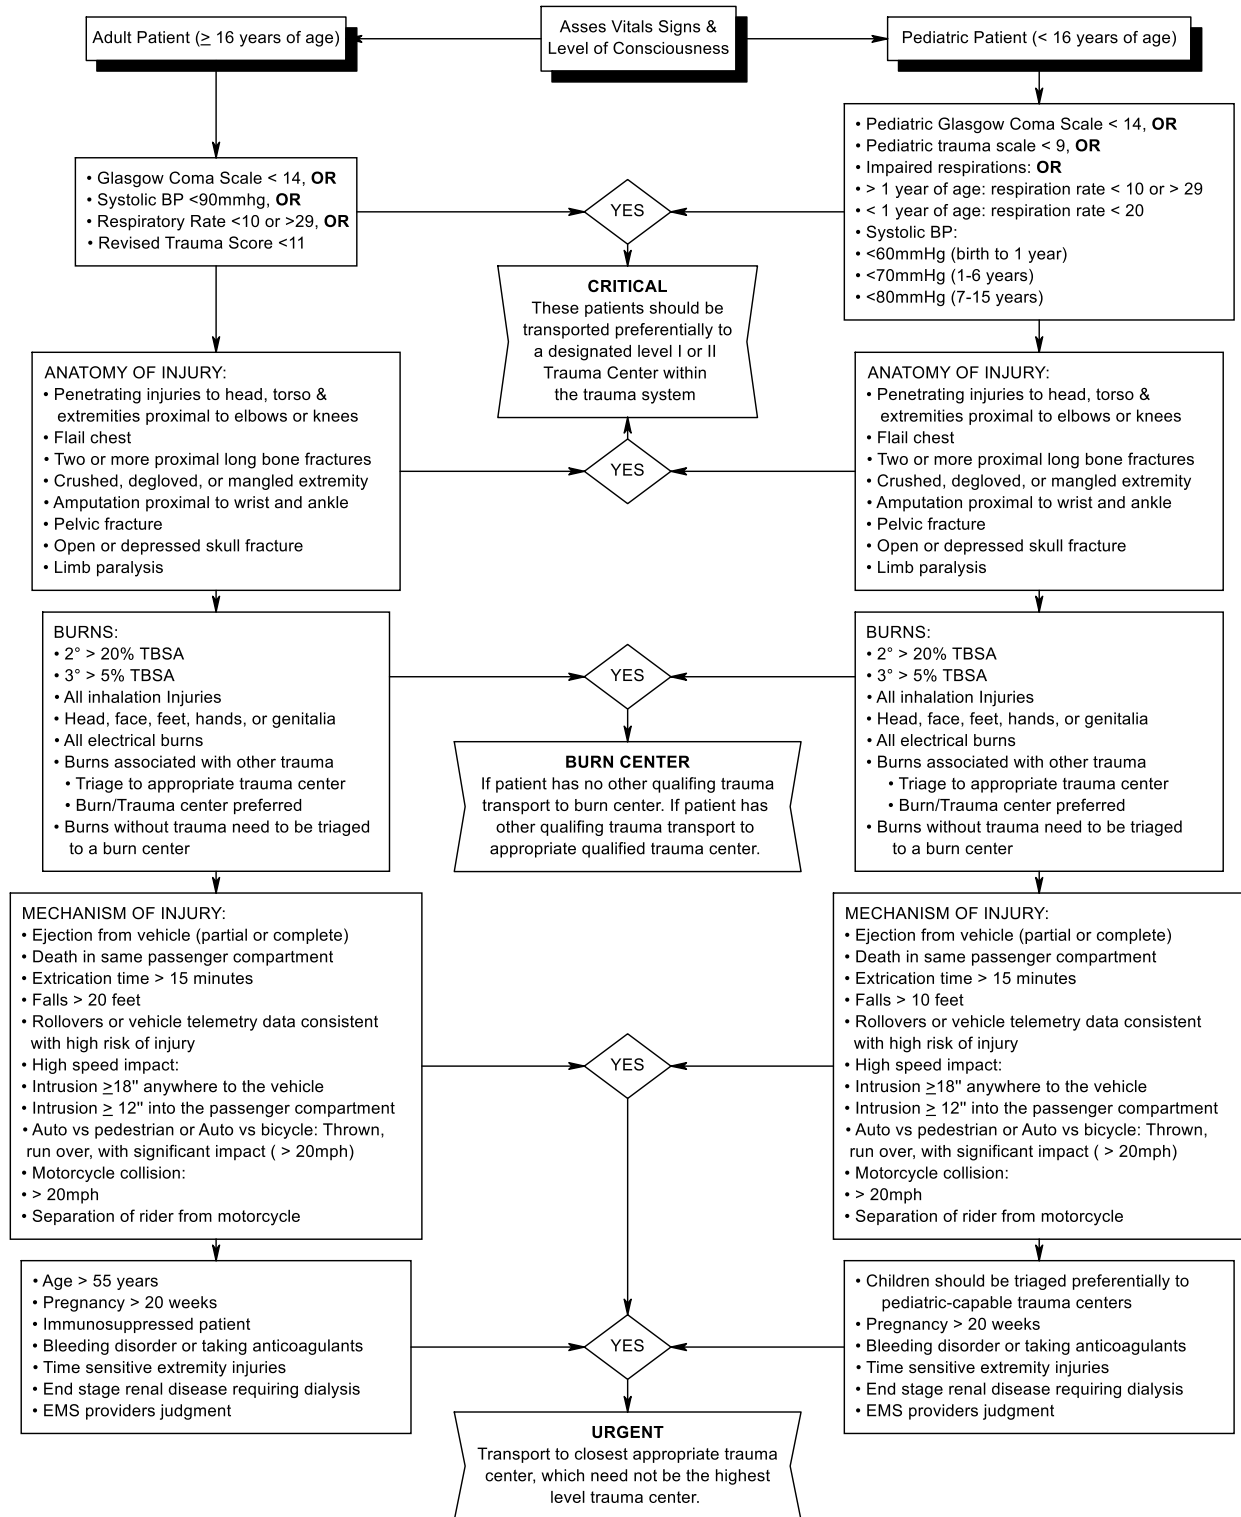 Asses Vitals Signs &
Level of Consciousness
Adult Patient (≥ 16 years of age)
Pediatric Patient (< 16 years of age)
• Glasgow Coma Scale < 14, OR
• Systolic BP <90mmhg, OR
• Respiratory Rate <10 or >29, OR
• Revised Trauma Score <11
YES
• Pediatric Glasgow Coma Scale < 14, OR
• Pediatric trauma scale < 9, OR
• Impaired respirations: OR
• > 1 year of age: respiration rate < 10 or > 29
• < 1 year of age: respiration rate < 20
• Systolic BP:
• <60mmHg (birth to 1 year)
• <70mmHg (1-6 years)
• <80mmHg (7-15 years)
CRITICAL
These patients should be
transported preferentially to
a designated level I or II
Trauma Center within
the trauma system
ANATOMY OF INJURY:
• Penetrating injuries to head, torso &
extremities proximal to elbows or knees
• Flail chest
• Two or more proximal long bone fractures
• Crushed, degloved, or mangled extremity
• Amputation proximal to wrist and ankle
• Pelvic fracture
• Open or depressed skull fracture
• Limb paralysis
YES
ANATOMY OF INJURY:
• Penetrating injuries to head, torso &
extremities proximal to elbows or knees
• Flail chest
• Two or more proximal long bone fractures
• Crushed, degloved, or mangled extremity
• Amputation proximal to wrist and ankle
• Pelvic fracture
• Open or depressed skull fracture
• Limb paralysis
BURNS:
• 2° > 20% TBSA
• 3° > 5% TBSA
• All inhalation Injuries
• Head, face, feet, hands, or genitalia
• All electrical burns
• Burns associated with other trauma
• Triage to appropriate trauma center
• Burn/Trauma center preferred
• Burns without trauma need to be triaged
to a burn center
YES
BURN CENTER
If patient has no other qualifing trauma
transport to burn center. If patient has
other qualifing trauma transport to
appropriate qualified trauma center.
BURNS:
• 2° > 20% TBSA
• 3° > 5% TBSA
• All inhalation Injuries
• Head, face, feet, hands, or genitalia
• All electrical burns
• Burns associated with other trauma
• Triage to appropriate trauma center
• Burn/Trauma center preferred
• Burns without trauma need to be triaged
to a burn center
MECHANISM OF INJURY:
• Ejection from vehicle (partial or complete)
• Death in same passenger compartment
• Extrication time > 15 minutes
• Falls > 20 feet
• Rollovers or vehicle telemetry data consistent
with high risk of injury
• High speed impact:
• Intrusion ≥18" anywhere to the vehicle
• Intrusion ≥ 12" into the passenger compartment
• Auto vs pedestrian or Auto vs bicycle: Thrown,
run over, with significant impact ( > 20mph)
• Motorcycle collision:
• > 20mph
• Separation of rider from motorcycle
YES
MECHANISM OF INJURY:
• Ejection from vehicle (partial or complete)
• Death in same passenger compartment
• Extrication time > 15 minutes
• Falls > 10 feet
• Rollovers or vehicle telemetry data consistent
with high risk of injury
• High speed impact:
• Intrusion ≥18" anywhere to the vehicle
• Intrusion ≥ 12" into the passenger compartment
• Auto vs pedestrian or Auto vs bicycle: Thrown,
run over, with significant impact ( > 20mph)
• Motorcycle collision:
• > 20mph
• Separation of rider from motorcycle
• Age > 55 years
• Pregnancy > 20 weeks
• Immunosuppressed patient
• Bleeding disorder or taking anticoagulants
• Time sensitive extremity injuries
• End stage renal disease requiring dialysis
• EMS providers judgment
YES
• Children should be triaged preferentially to
pediatric-capable trauma centers
• Pregnancy > 20 weeks
• Bleeding disorder or taking anticoagulants
• Time sensitive extremity injuries
• End stage renal disease requiring dialysis
• EMS providers judgment
URGENT
Transport to closest appropriate trauma
center, which need not be the highest
level trauma center.